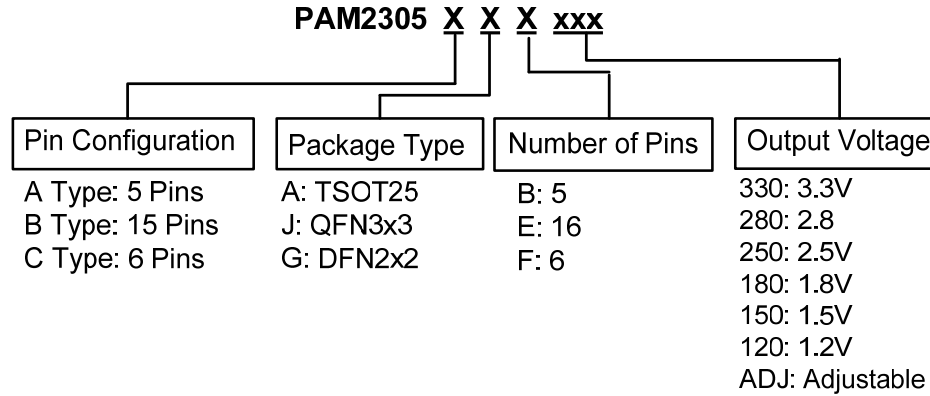 PAM2305 X X X xxx
Pin Configuration
A Type: 5 Pins
B Type: 15 Pins
C Type: 6 Pins
Package Type
A: TSOT25
J: QFN3x3
G: DFN2x2
Number of Pins
B: 5
E: 16
F: 6
Output Voltage
330: 3.3V
280: 2.8
250: 2.5V
180: 1.8V
150: 1.5V
120: 1.2V
ADJ: Adjustable